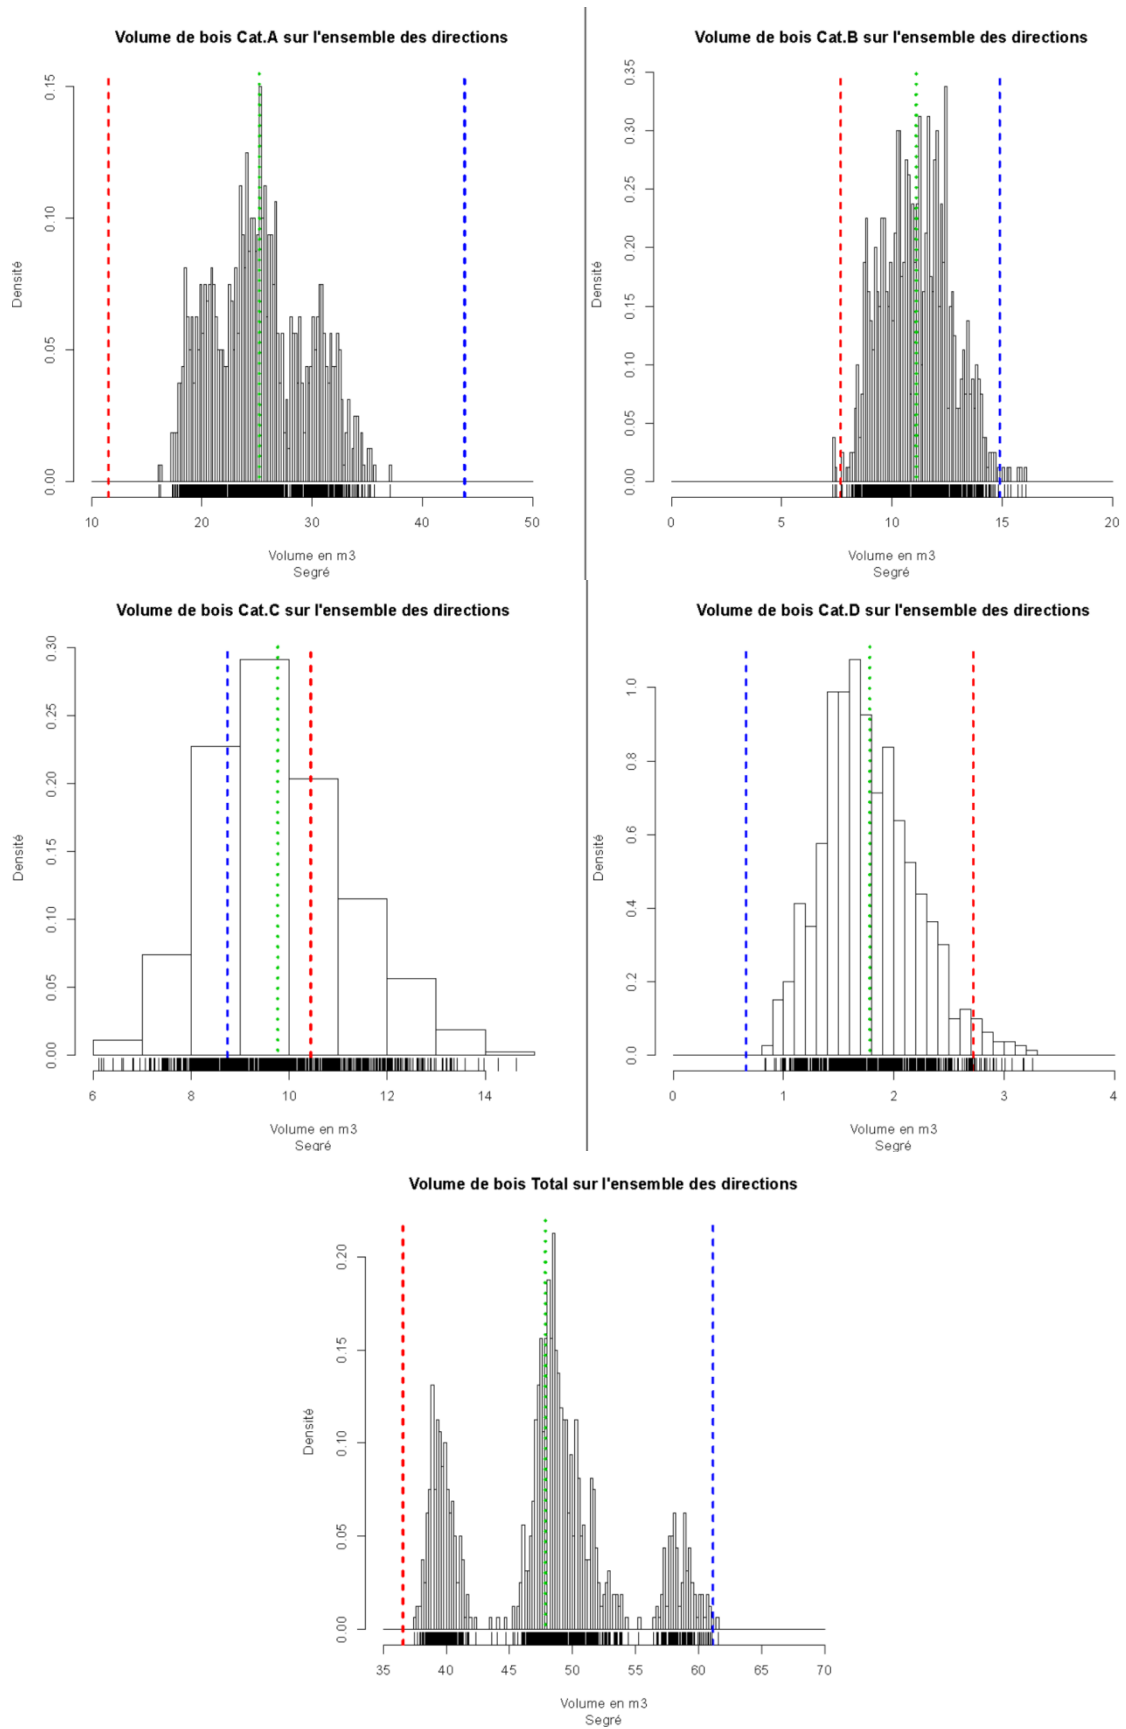 Volume de bois Cat.A sur l'ensemble des directions
Densité
0.00 0.05 0.10 0.15
10 20 30 40 50
Volume en m3
Segré
Volume de bois Cat.B sur l'ensemble des directions
Densité
0.00 0.05 0.10 0.15 0.20 0.25 0.30 0.35
0 5 10 15 20
Volume en m3
Segré
Volume de bois Cat.C sur l'ensemble des directions
Densité
0.00 0.05 0.10 0.15 0.20 0.25 0.30
6 8 10 12 14
Volume en m3
Segré
Volume de bois Cat.D sur l'ensemble des directions
Densité
0.0 0.2 0.4 0.6 0.8 1.0
0 1 2 3 4
Volume en m3
Segré
Volume de bois Total sur l'ensemble des directions
Densité
0.00 0.05 0.10 0.15 0.20
35 40 45 50 55 60 65 70
Volume en m3
Segré